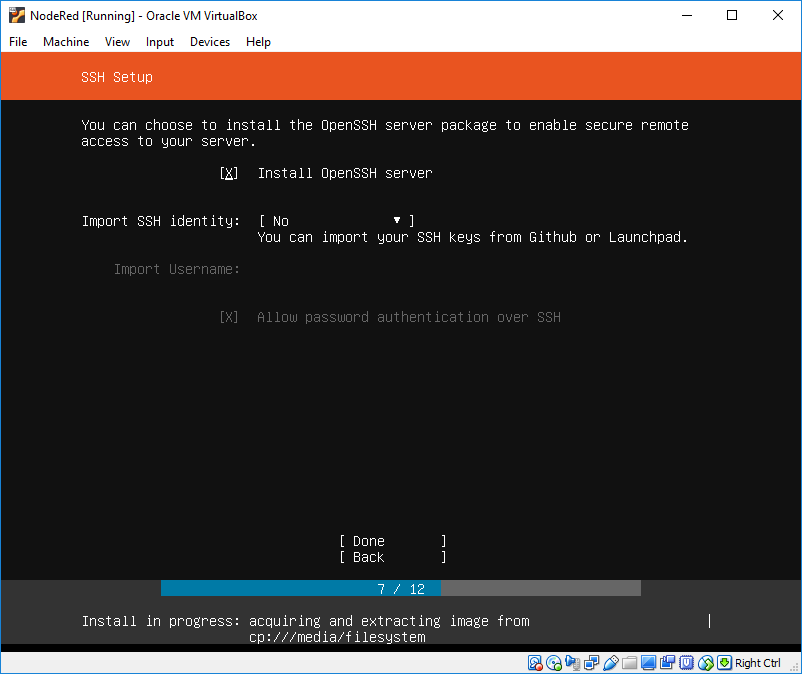 NodeRed [Running] - Oracle VM VirtualBox
File Machine View Input Devices Help
SSH Setup
You can choose to install the OpenSSH server package to enable secure remote
access to your server.
[X] Install OpenSSH server
Import SSH identity: [ No ▼ ]
You can import your SSH keys from Github or Launchpad.
Import Username:
[X] Allow password authentication over SSH
[ Done ]
[ Back ]
7 / 12
Install in progress: acquiring and extracting image from
cp:///media/filesystem
Right Ctrl